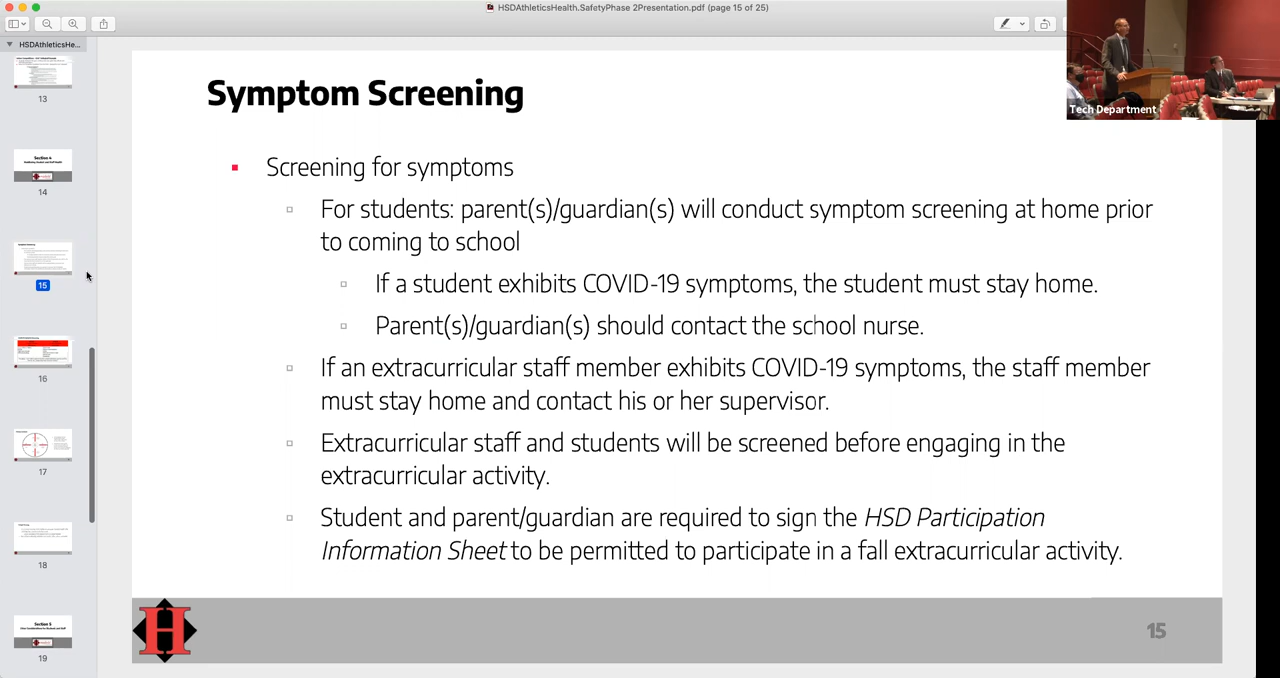 HSDAthleticsHealth.SafetyPhase 2Presentation.pdf (page 15 of 25)
HSDAthleticsHe...
13
Section 4
14
15
16
17
18
Section 5
19
Tech Department
Symptom Screening
Screening for symptoms
For students: parent(s)/guardian(s) will conduct symptom screening at home prior
to coming to school
If a student exhibits COVID-19 symptoms, the student must stay home.
Parent(s)/guardian(s) should contact the school nurse.
If an extracurricular staff member exhibits COVID-19 symptoms, the staff member
must stay home and contact his or her supervisor.
Extracurricular staff and students will be screened before engaging in the
extracurricular activity.
Student and parent/guardian are required to sign the HSD Participation
Information Sheet to be permitted to participate in a fall extracurricular activity.
H
15